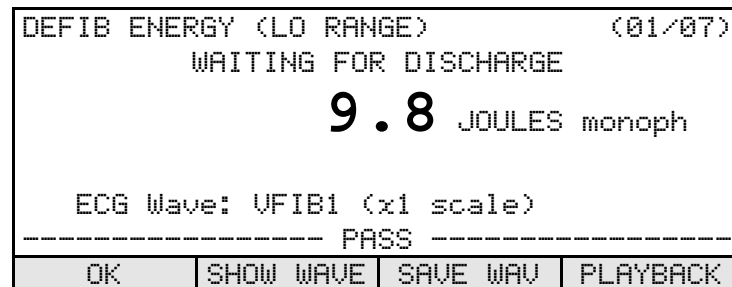 DEFIB ENERGY (LO RANGE) (01/07)
WAITING FOR DISCHARGE
9.8 JOULES monoph
ECG Wave: VFIB1 (x1 scale)
----------------- PASS -----------------
OK SHOW WAVE SAVE WAV PLAYBACK